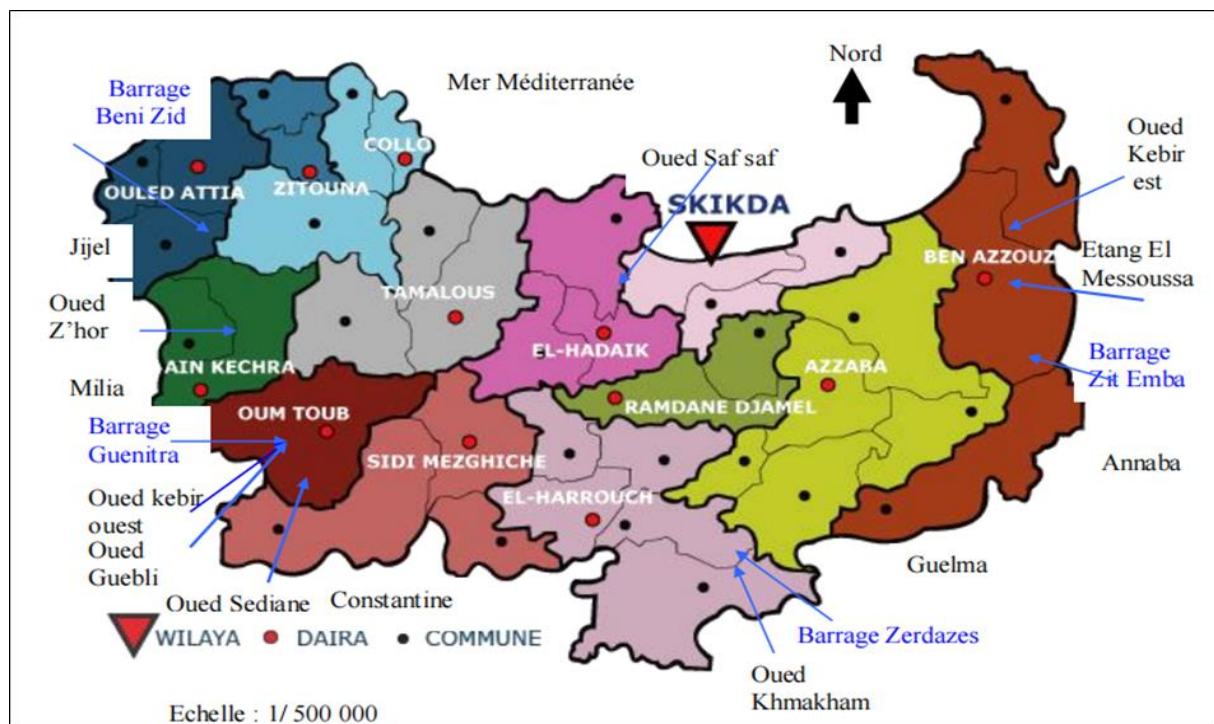 Nord
Mer Méditerranée
Barrage
Beni Zid
Oued
Kebir
est
Oued Saf saf
COLLO
OULED ATTIA
ZITOUNA
SKIKDA
Jijel
BEN AZZOUZ
Etang El
Messoussa
Oued
Z'hor
TAMALOUS
EL-HADAIK
AIN KECHRA
AZZABA
Barrage
Zit Emba
Milia
OUM TOUB
RAMDANE DJAMEL
Barrage
Guenitra
SIDI MEZGHICHE
Annaba
EL-HARROUCH
Oued kebir
ouest
Oued
Guebli
Guelma
Oued Sediane
Constantine
WILAYA
DAIRA
COMMUNE
Barrage Zerdazes
Oued
Khmakham
Echelle : 1/ 500 000